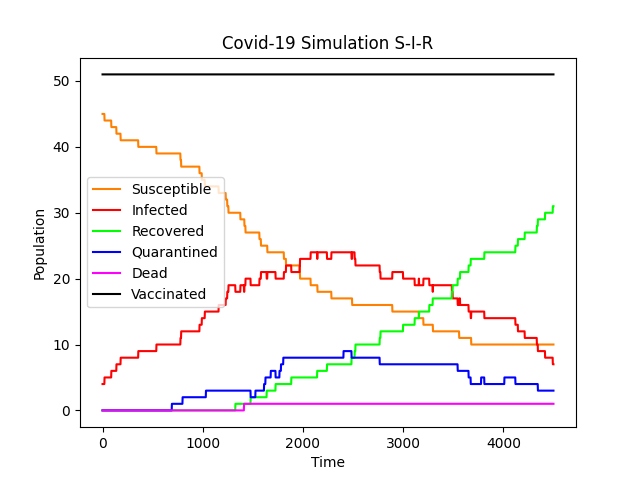 Covid-19 Simulation S-I-R
Population
50
40
30
20
10
0
Susceptible
Infected
Recovered
Quarantined
Dead
Vaccinated
0 1000 2000 3000 4000
Time